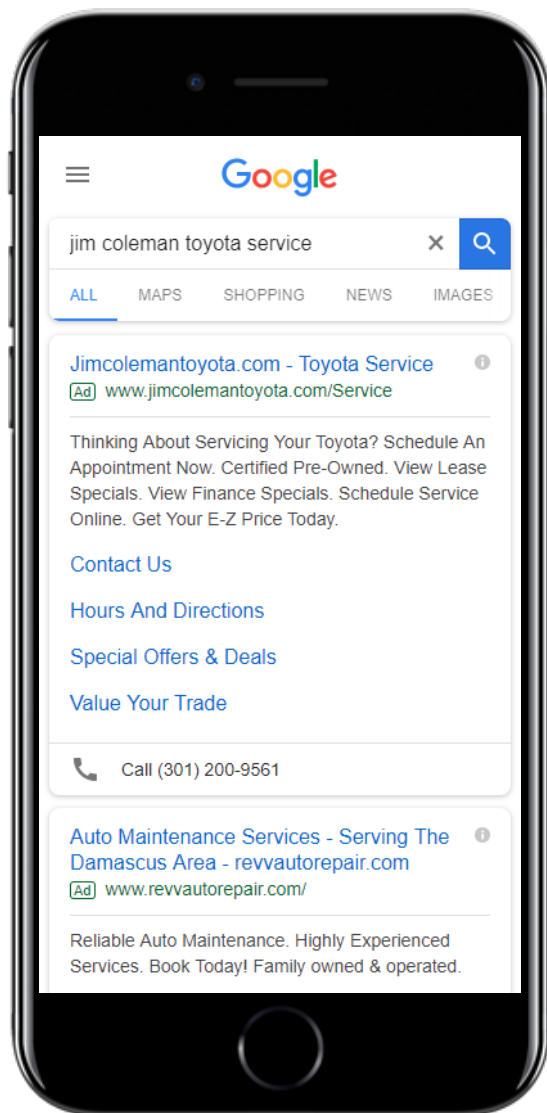 Google
jim coleman toyota service
ALL MAPS SHOPPING NEWS IMAGES
Jimcolemantoyota.com - Toyota Service
Ad www.jimcolemantoyota.com/Service
Thinking About Servicing Your Toyota? Schedule An
Appointment Now. Certified Pre-Owned. View Lease
Specials. View Finance Specials. Schedule Service
Online. Get Your E-Z Price Today.
Contact Us
Hours And Directions
Special Offers & Deals
Value Your Trade
Call (301) 200-9561
Auto Maintenance Services - Serving The
Damascus Area - revvautorepair.com
Ad www.revvautorepair.com/
Reliable Auto Maintenance. Highly Experienced
Services. Book Today! Family owned & operated.